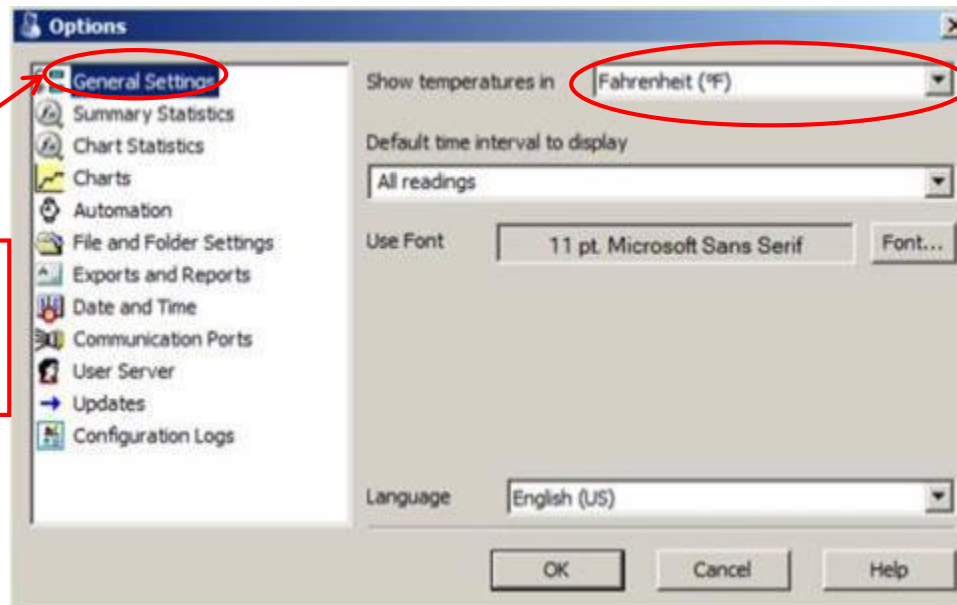 Options
General Settings
Summary Statistics
Chart Statistics
Charts
Automation
File and Folder Settings
Exports and Reports
Date and Time
Communication Ports
User Server
Updates
Configuration Logs
Show temperatures in Fahrenheit (°F)
Default time interval to display
All readings
Use Font 11 pt. Microsoft Sans Serif Font...
Language English (US)
OK Cancel Help